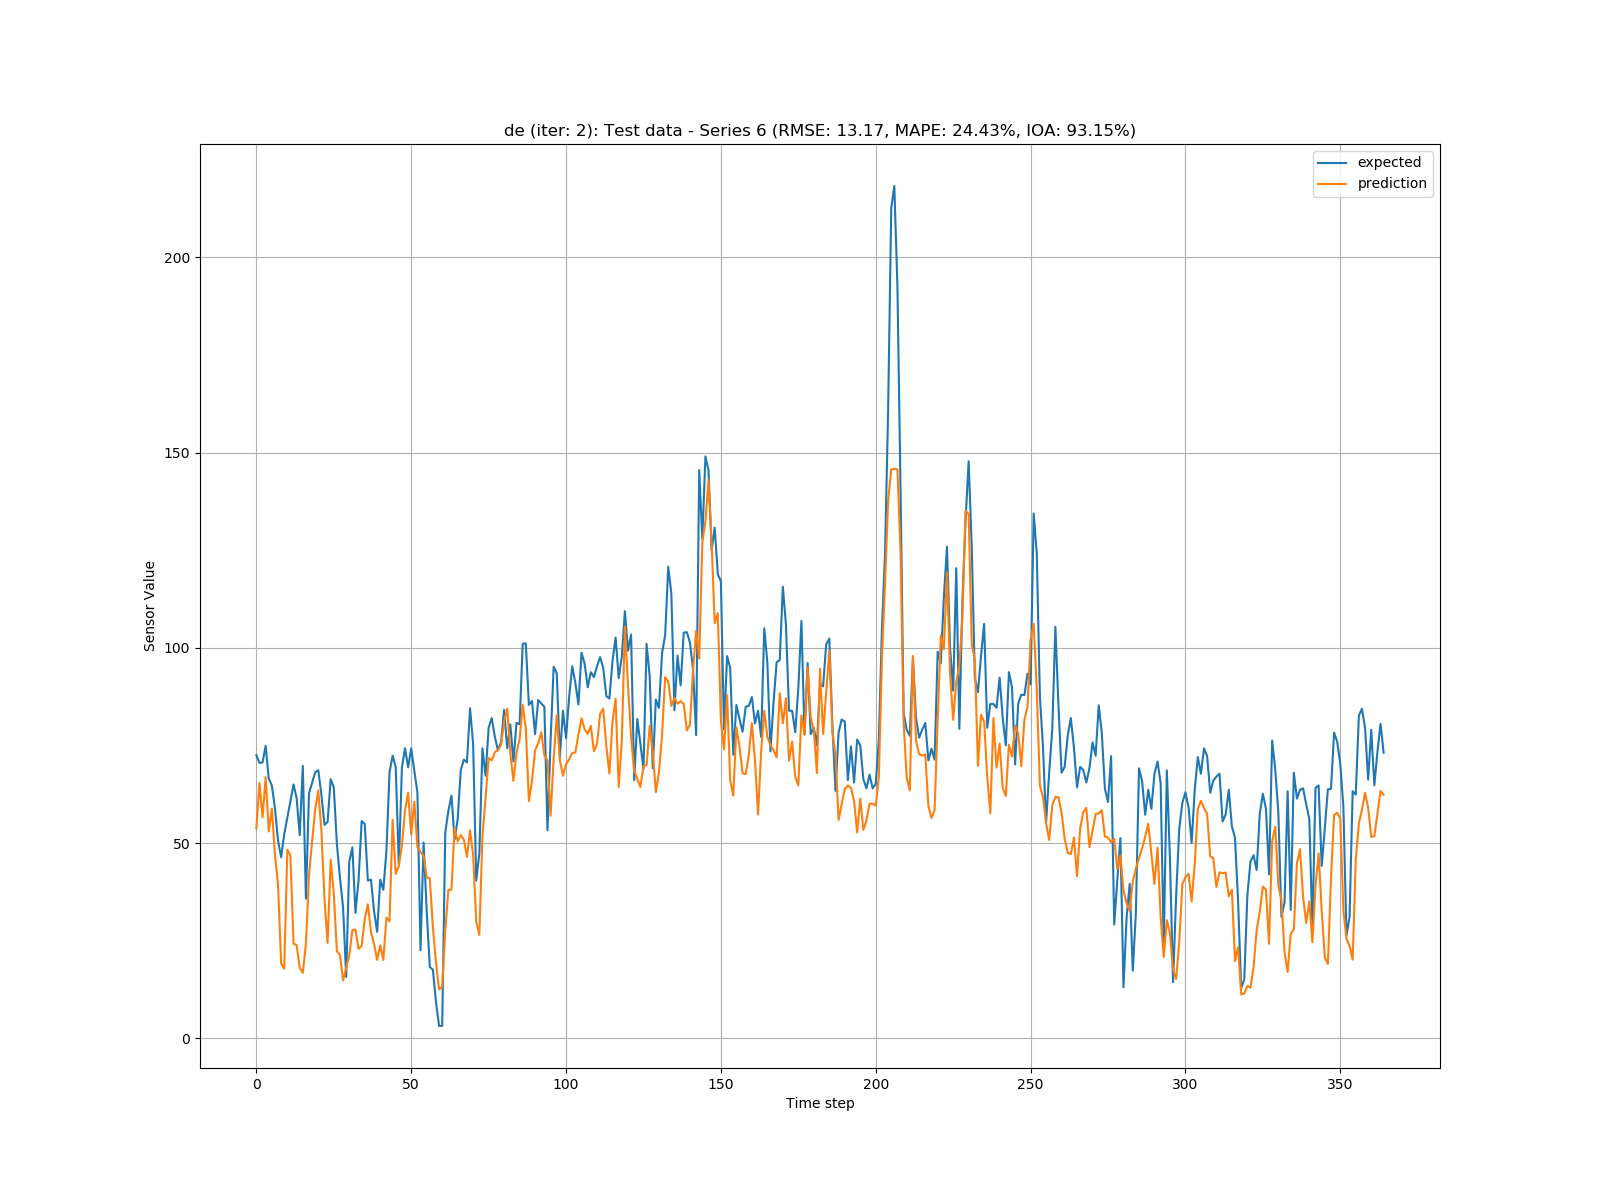 de (iter: 2): Test data - Series 6 (RMSE: 13.17, MAPE: 24.43%, IOA: 93.15%)
expected
prediction
200
150
100
50
0
Sensor Value
0 50 100 150 200 250 300 350
Time step